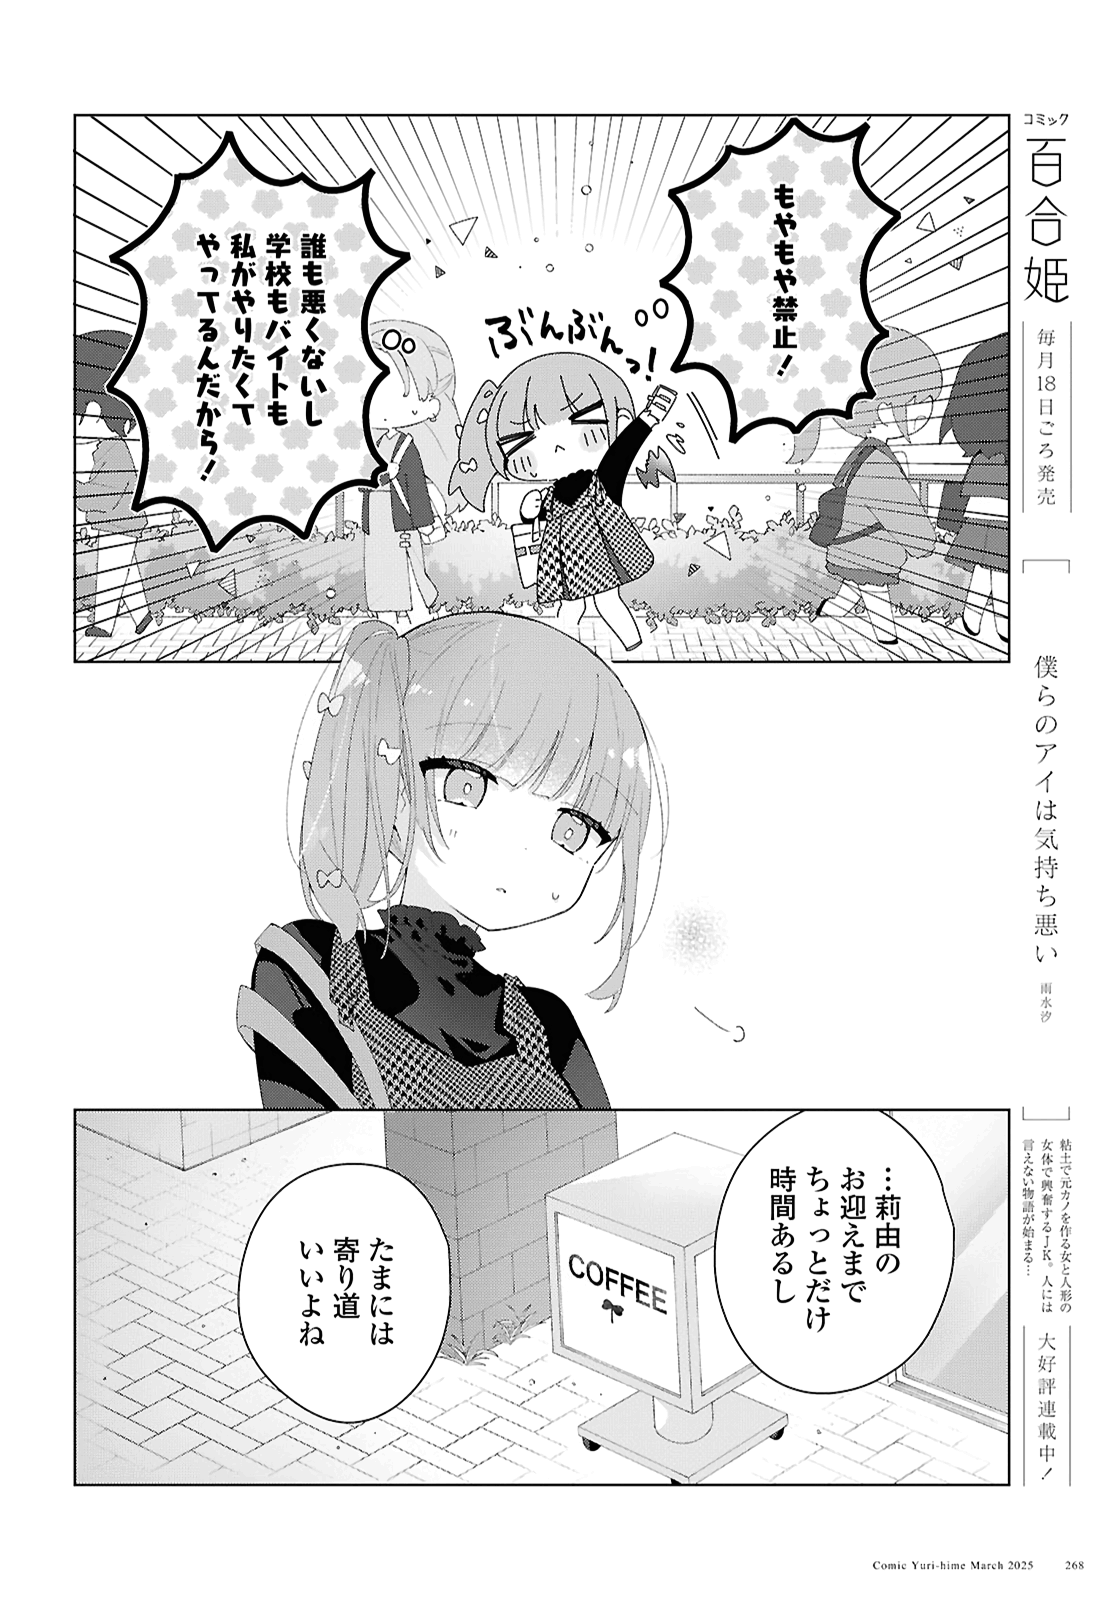 もやもや禁止！
ぶんぶんっ！
誰も悪くないし
学校もバイトも
私がやりたくて
やってるんだから！
…莉由の
お迎えまで
ちょっとだけ
時間あるし
たまには
寄り道
いいよね
COFFEE
コミック
百合姫
毎月18日ごろ発売
僕らのアイは気持ち悪い
雨水汐
粘土で元カノを作る女と人形の
女体で興奮するJK。人には
言えない物語が始まる…
大好評連載中！
Comic Yuri-hime March 2025 268